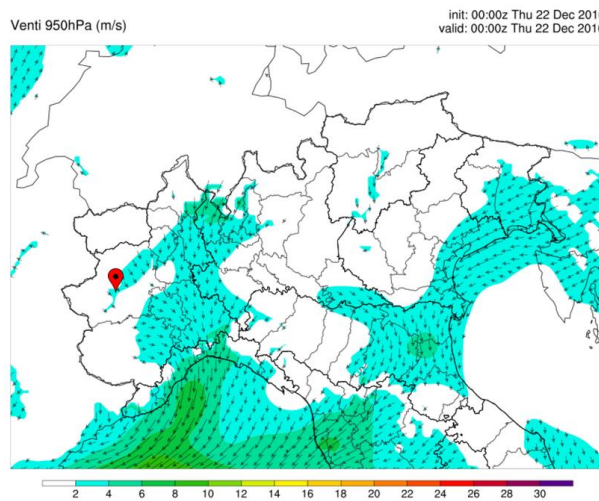 Venti 950hPa (m/s)
init: 00:00z Thu 22 Dec 201
valid: 00:00z Thu 22 Dec 201
2 4 6 8 10 12 14 16 18 20 22 24 26 28 30